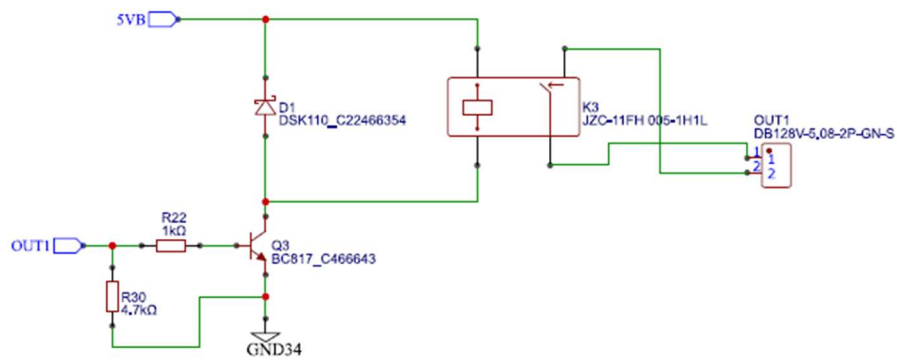 5VB
D1
DSK110_C22466354
K3
JZC-11FH 005-1H1L
OUT1
DB128V-5.08-2P-GN-S
1
1
2
2
R22
1kΩ
OUT1
Q3
BC817_C466643
R30
4.7kΩ
GND34